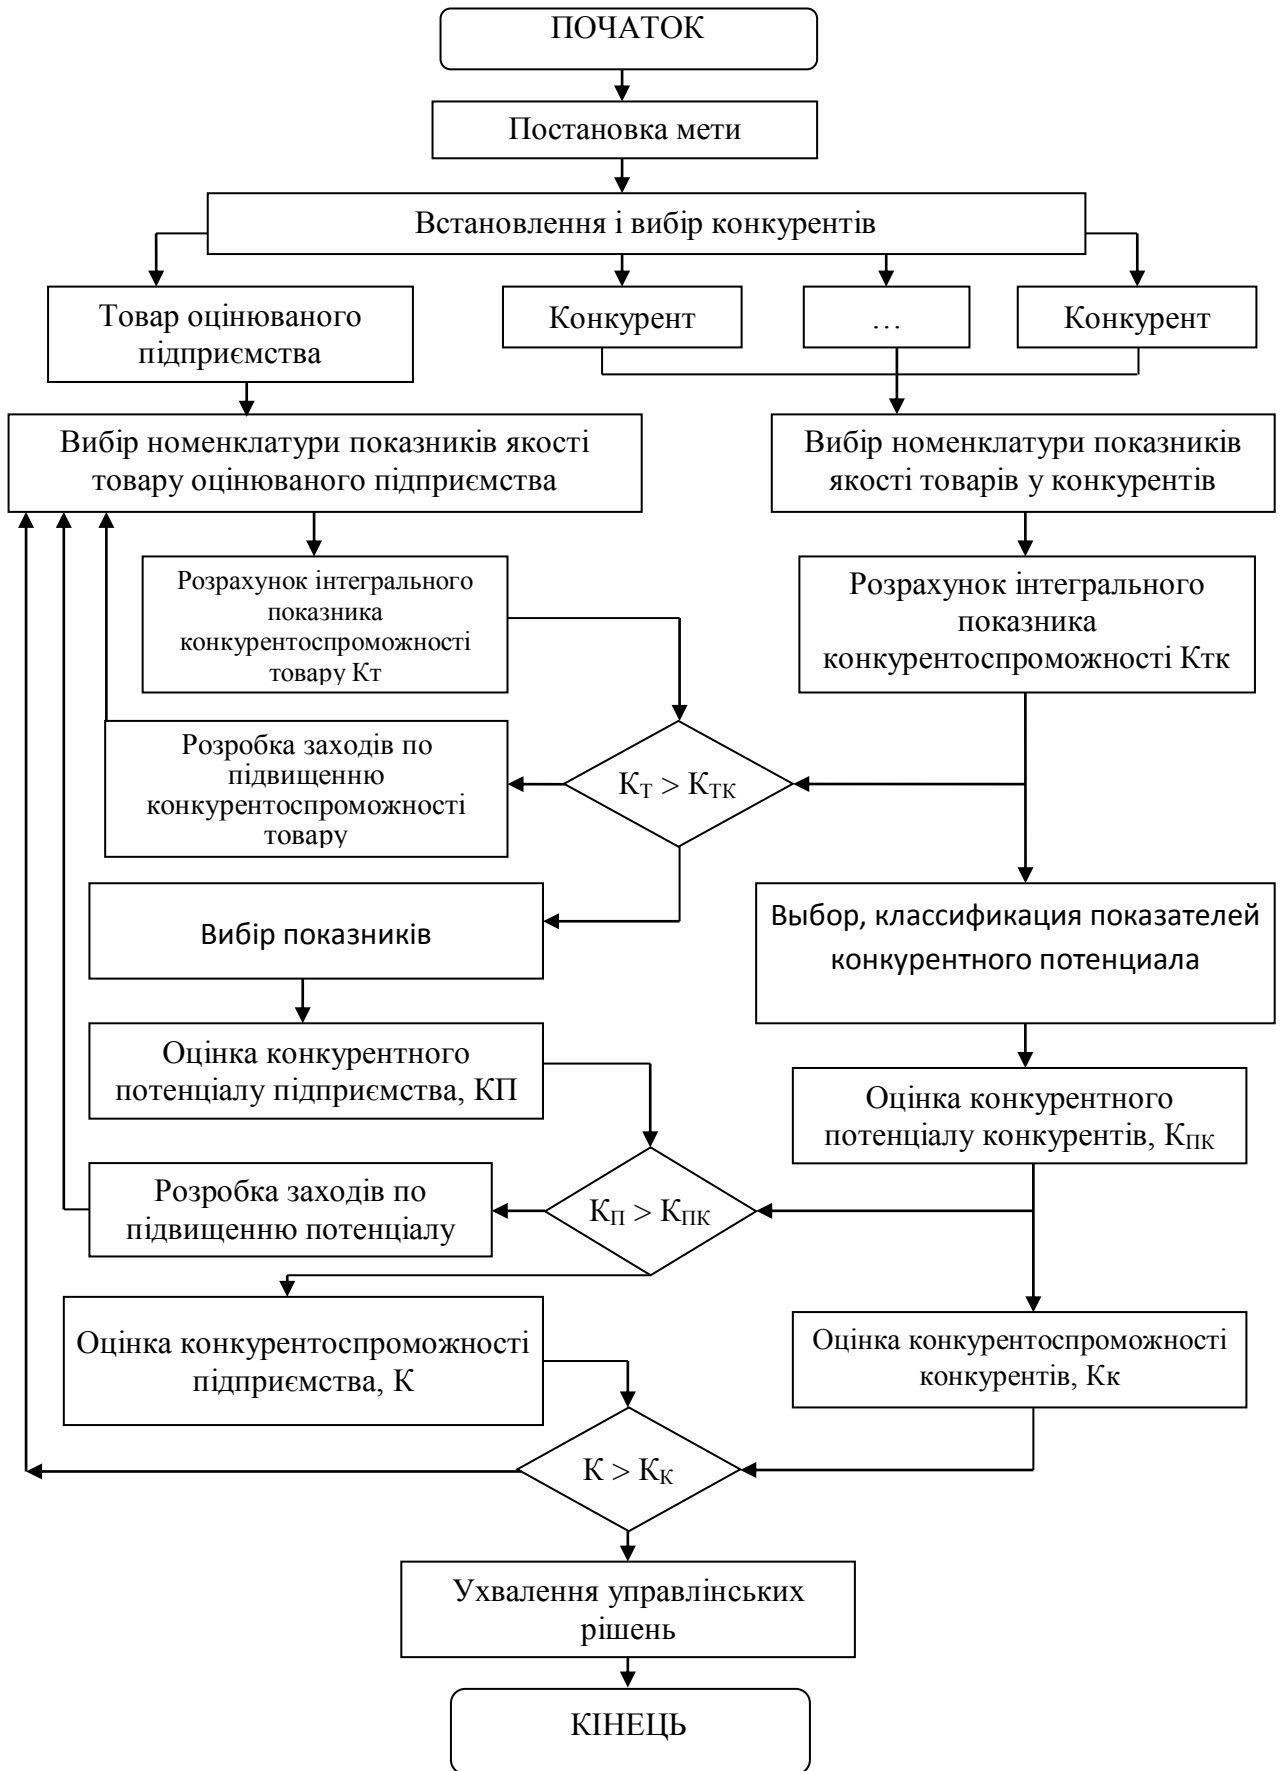 ПОЧАТОК
Постановка мети
Встановлення і вибір конкурентів
Товар оцінюваного
підприємства
Конкурент
...
Конкурент
Вибір номенклатури показників якості
товару оцінюваного підприємства
Вибір номенклатури показників
якості товарів у конкурентів
Розрахунок інтегрального
показника
конкурентоспроможності
товару Кт
Розрахунок інтегрального
показника
конкурентоспроможності Ктк
Розробка заходів по
підвищенню
конкурентоспроможності
товару
КТ > КТК
Вибір показників
Выбор, классификация показателей
конкурентного потенциала
Оцінка конкурентного
потенціалу підприємства, КП
Оцінка конкурентного
потенціалу конкурентів, КПК
Розробка заходів по
підвищенню потенціалу
КП > КПК
Оцінка конкурентоспроможності
підприємства, К
Оцінка конкурентоспроможності
конкурентів, Кк
К > КК
Ухвалення управлінських
рішень
КІНЕЦЬ